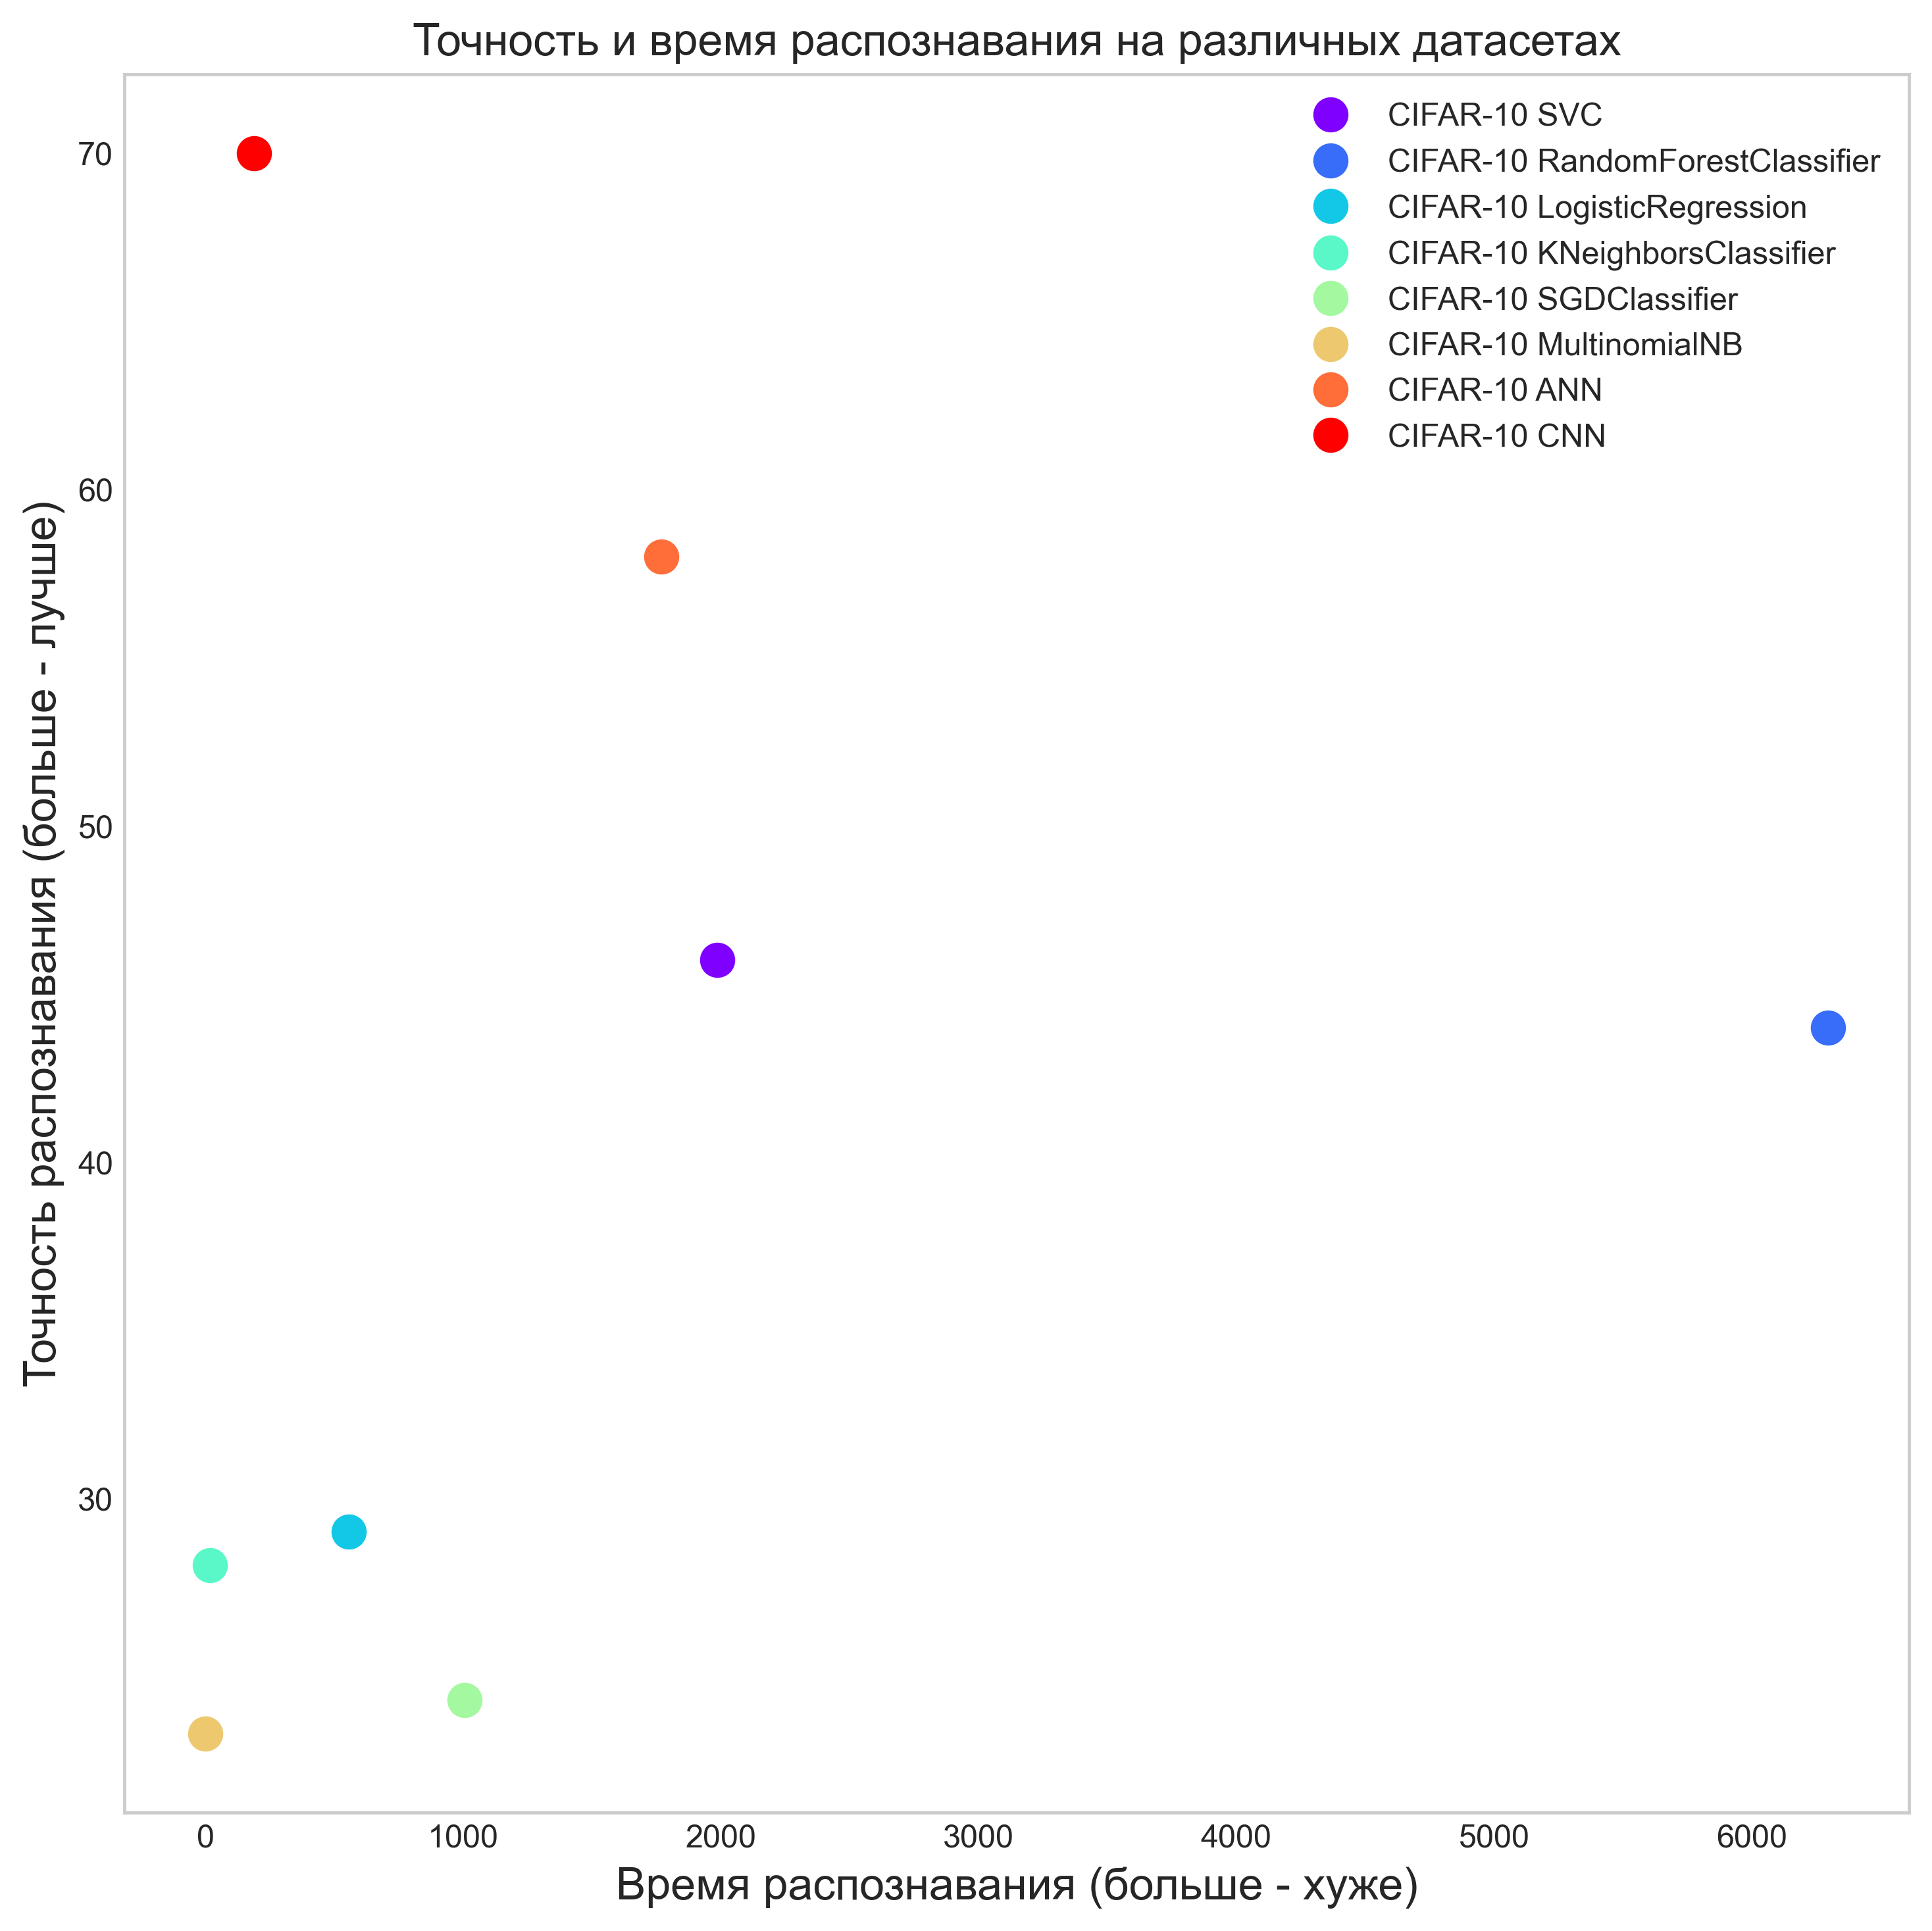 Точность и время распознавания на различных датасетах
CIFAR-10 SVC
CIFAR-10 RandomForestClassifier
CIFAR-10 LogisticRegression
CIFAR-10 KNeighborsClassifier
CIFAR-10 SGDClassifier
CIFAR-10 MultinomialNB
CIFAR-10 ANN
CIFAR-10 CNN
Точность распознавания (больше - лучше)
70
60
50
40
30
0 1000 2000 3000 4000 5000 6000
Время распознавания (больше - хуже)